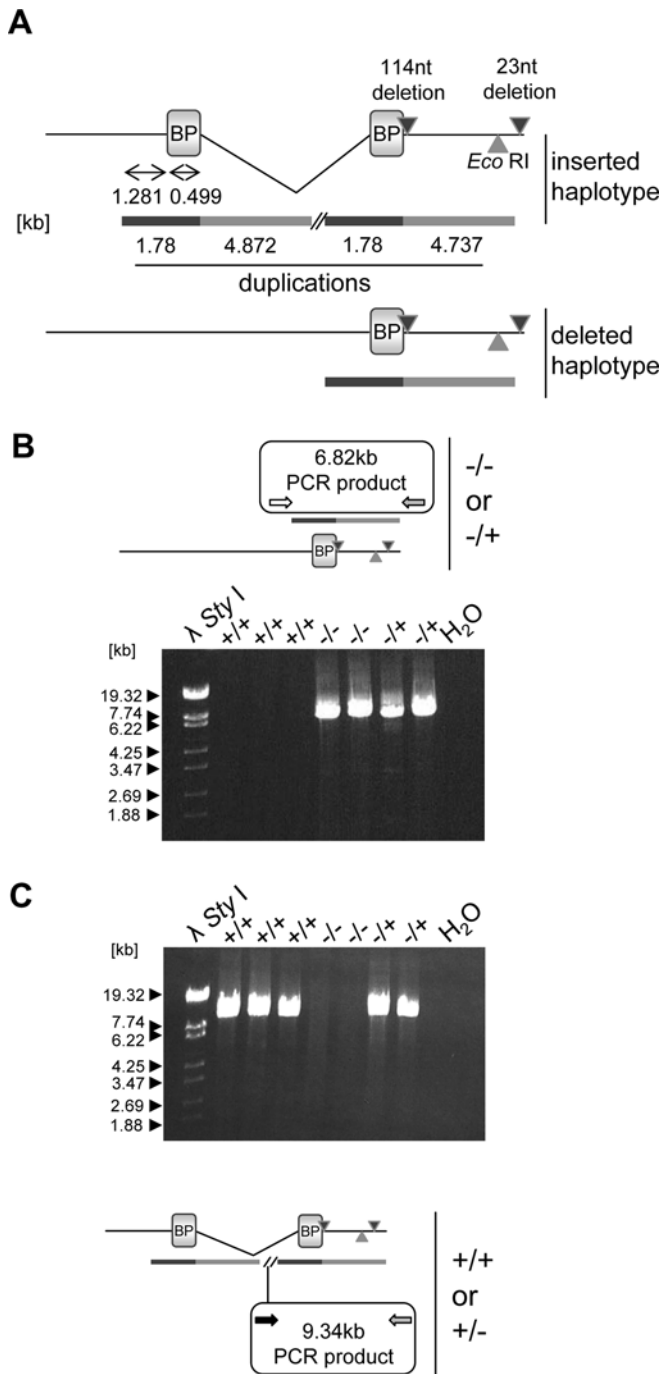 A
114nt deletion
23nt deletion
BP
BP
Eco RI
inserted haplotype
1.281 0.499
[kb]
1.78 4.872 1.78 4.737
duplications
BP
deleted haplotype
B
6.82kb
PCR product
-/-
or
-/+
BP
λ Sty I +/+ +/+ +/+ -/- -/- -/+ -/+ H₂O
[kb]
19.32
7.74
6.22
4.25
3.47
2.69
1.88
C
λ Sty I +/+ +/+ +/+ -/- -/- -/+ -/+ H₂O
[kb]
19.32
7.74
6.22
4.25
3.47
2.69
1.88
BP
BP
+/+
or
+/-
9.34kb
PCR product